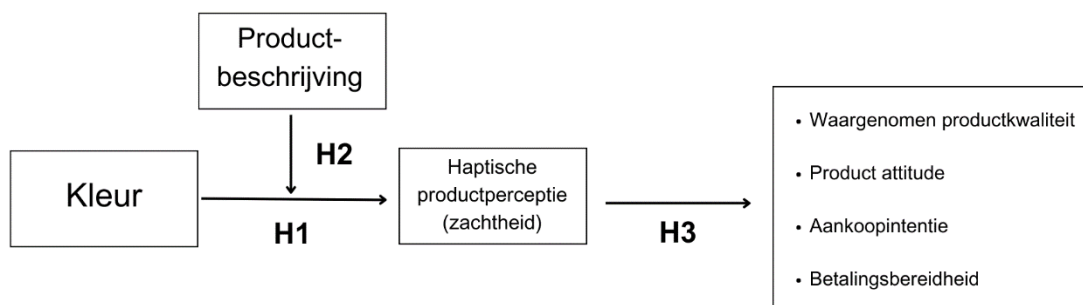 Product-
beschrijving
H2
Kleur
H1
Haptische
productperceptie
(zachtheid)
H3
• Waargenomen productkwaliteit
• Product attitude
• Aankoopintentie
• Betalingsbereidheid